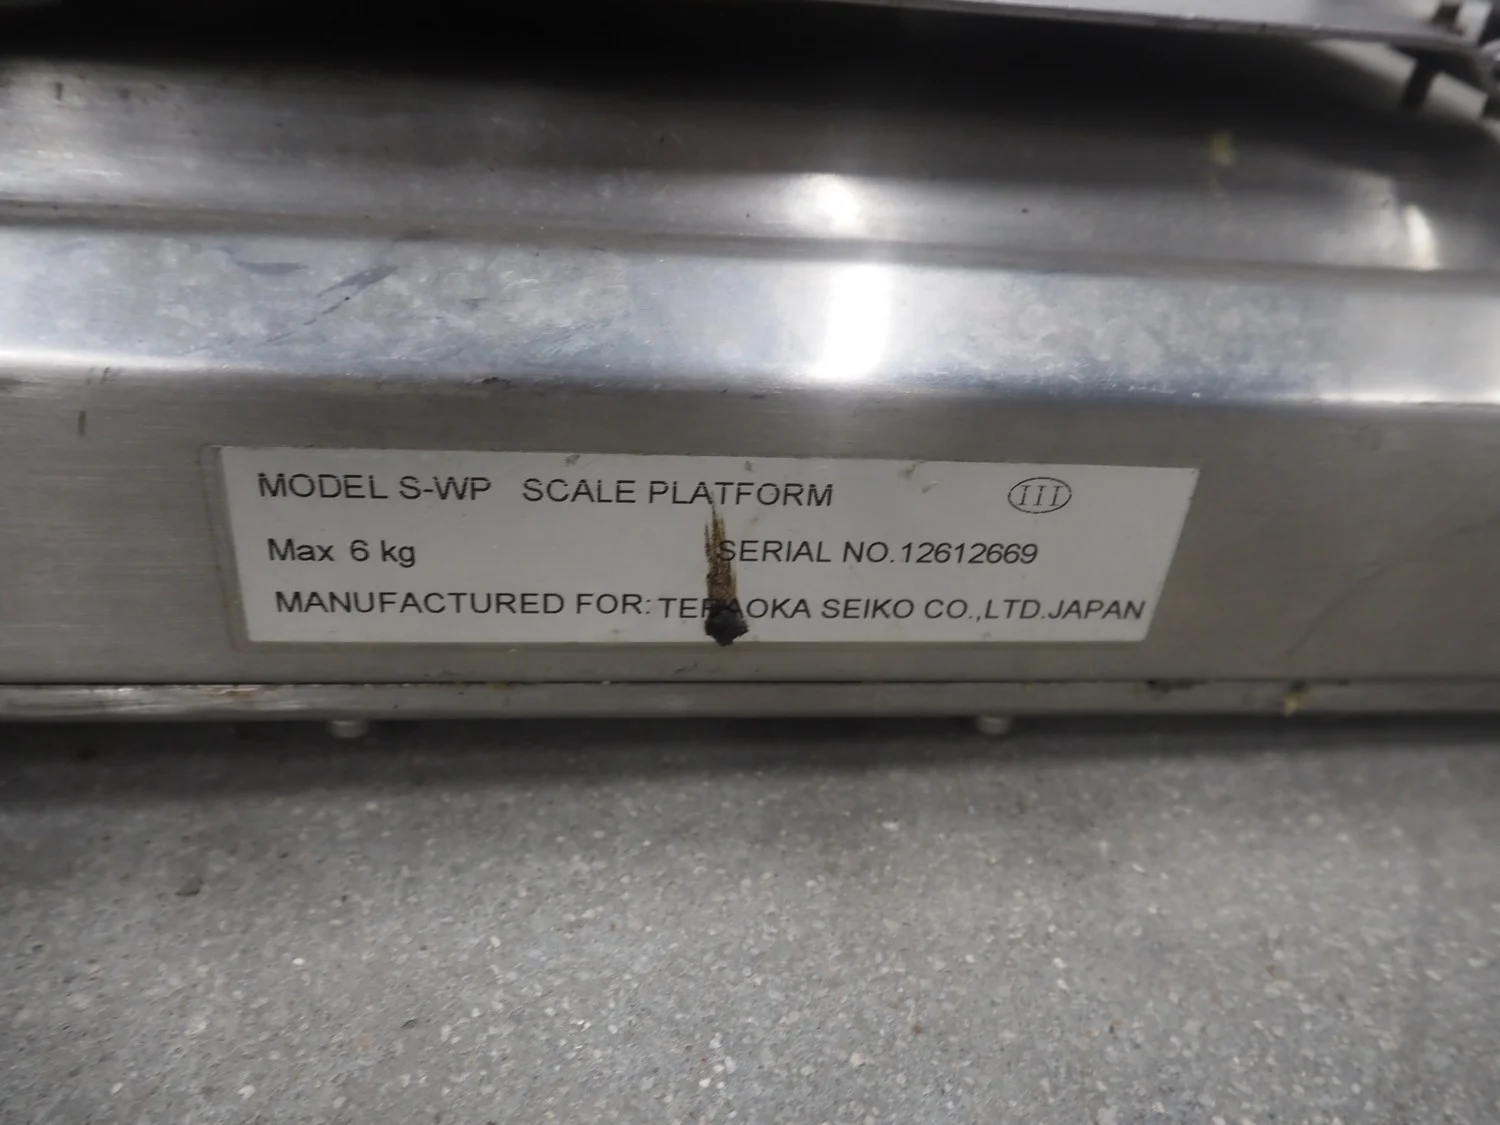 MODEL S-WP SCALE PLATFORM III
Max 6 kg SERIAL NO.12612669
MANUFACTURED FOR: TERAOKA SEIKO CO.,LTD.JAPAN